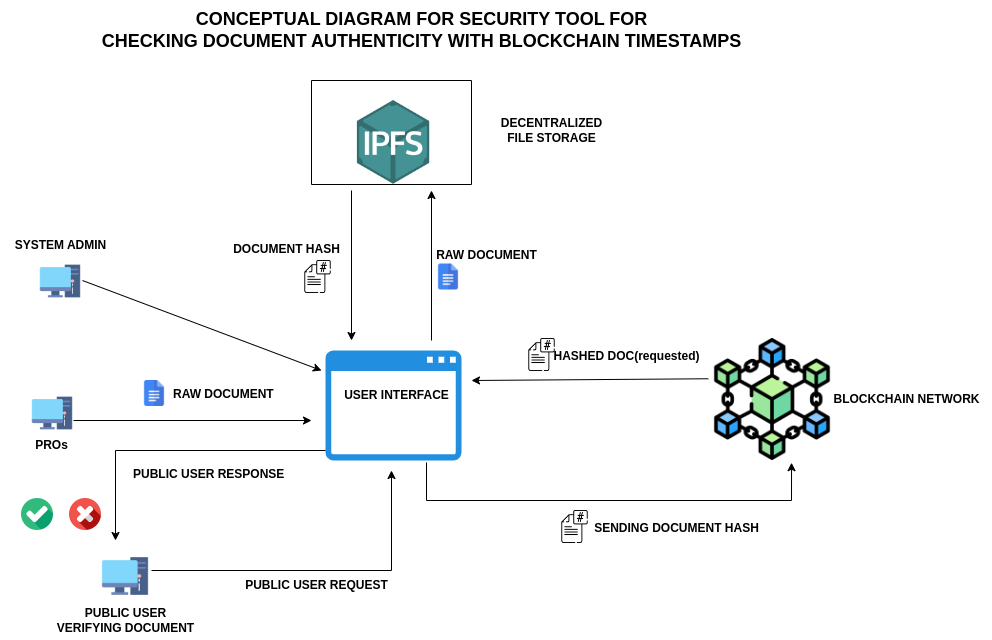 CONCEPTUAL DIAGRAM FOR SECURITY TOOL FOR
CHECKING DOCUMENT AUTHENTICITY WITH BLOCKCHAIN TIMESTAMPS
IPFS
DECENTRALIZED
FILE STORAGE
SYSTEM ADMIN
DOCUMENT HASH
#
RAW DOCUMENT
#
HASHED DOC(requested)
RAW DOCUMENT
USER INTERFACE
BLOCKCHAIN NETWORK
PROs
PUBLIC USER RESPONSE
#
SENDING DOCUMENT HASH
PUBLIC USER REQUEST
PUBLIC USER
VERIFYING DOCUMENT